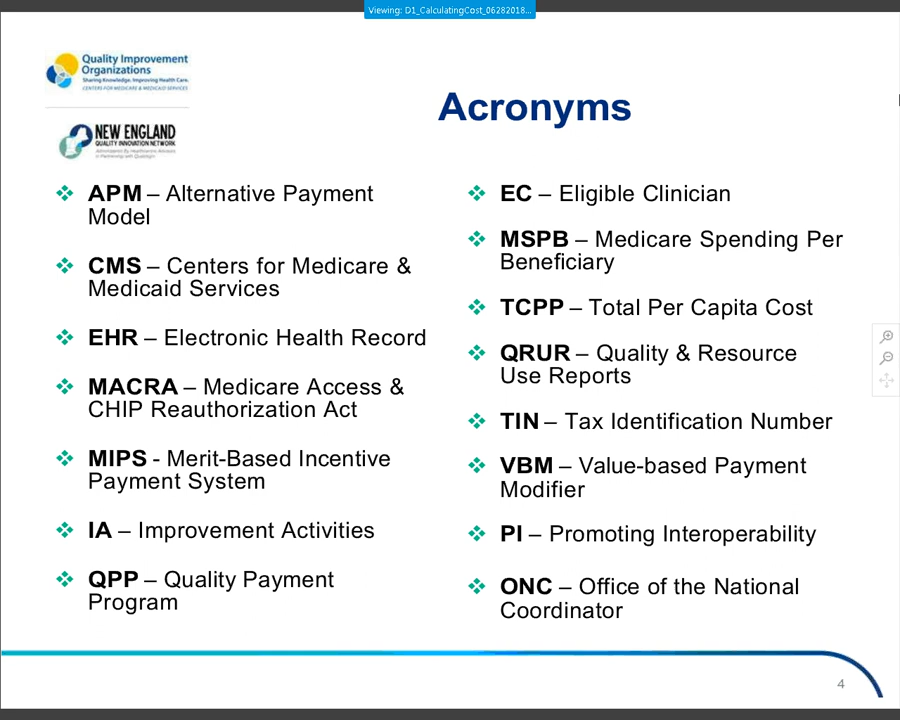 Viewing: D1_CalculatingCost_06282018...
Quality Improvement
Organizations
Sharing Knowledge. Improving Health Care.
CENTERS FOR MEDICARE & MEDICAID SERVICES
NEW ENGLAND
QUALITY INNOVATION NETWORK
Acronyms
❖ APM – Alternative Payment
Model
❖ CMS – Centers for Medicare &
Medicaid Services
❖ EHR – Electronic Health Record
❖ MACRA – Medicare Access &
CHIP Reauthorization Act
❖ MIPS - Merit-Based Incentive
Payment System
❖ IA – Improvement Activities
❖ QPP – Quality Payment
Program
❖ EC – Eligible Clinician
❖ MSPB – Medicare Spending Per
Beneficiary
❖ TCPP – Total Per Capita Cost
❖ QRUR – Quality & Resource
Use Reports
❖ TIN – Tax Identification Number
❖ VBM – Value-based Payment
Modifier
❖ PI – Promoting Interoperability
❖ ONC – Office of the National
Coordinator
4